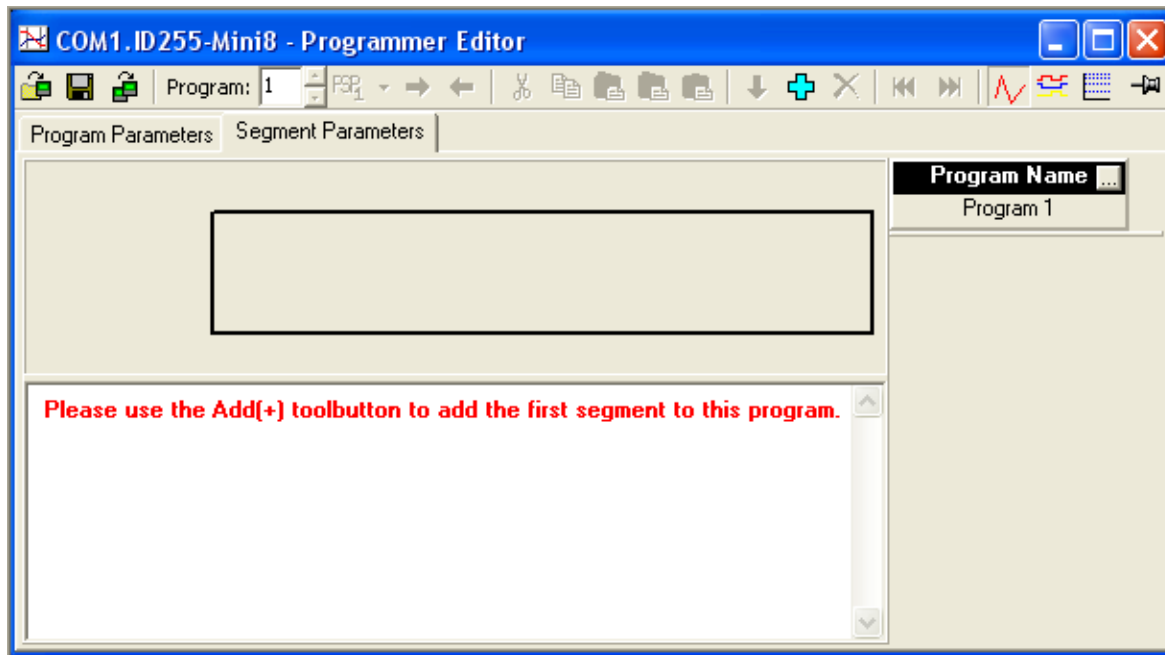 COM1.ID255-Mini8 - Programmer Editor
Program: 1 PSP1
Program Parameters Segment Parameters
Program Name ...
Program 1
Please use the Add(+) toolbutton to add the first segment to this program.